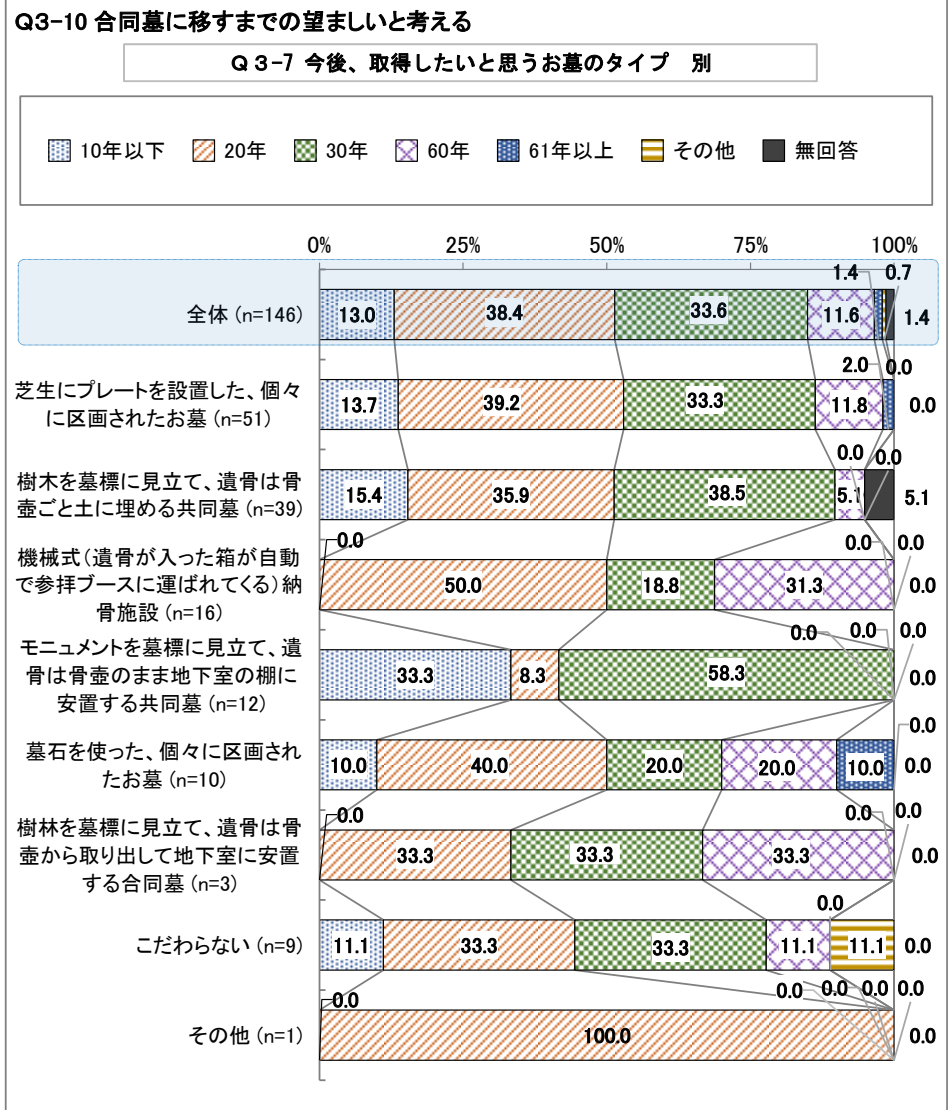 Q3-10 合同墓に移すまでの望ましいと考える
Q3-7 今後、取得したいと思うお墓のタイプ 別
10年以下 20年 30年 60年 61年以上 その他 無回答
0% 25% 50% 75% 100%
1.4 0.7
全体 (n=146) 13.0 38.4 33.6 11.6 1.4
2.0 0.0
芝生にプレートを設置した、個々
に区画されたお墓 (n=51)
13.7 39.2 33.3 11.8 0.0
0.0 0.0
樹木を墓標に見立て、遺骨は骨
壺ごと土に埋める共同墓 (n=39)
15.4 35.9 38.5 5.1 5.1
0.0 0.0 0.0
機械式(遺骨が入った箱が自動
で参拝ブースに運ばれてくる)納
骨施設 (n=16)
50.0 18.8 31.3 0.0
0.0 0.0 0.0
モニュメントを墓標に見立て、遺
骨は骨壺のまま地下室の棚に
安置する共同墓 (n=12)
33.3 8.3 58.3
0.0
墓石を使った、個々に区画され
たお墓 (n=10)
10.0 40.0 20.0 20.0 10.0 0.0
0.0 0.0 0.0
樹林を墓標に見立て、遺骨は骨
壺から取り出して地下室に安置
する合同墓 (n=3)
33.3 33.3 33.3 0.0
0.0
こだわらない (n=9) 11.1 33.3 33.3 11.1 11.1 0.0
0.0 0.0 0.0 0.0 0.0
その他 (n=1) 100.0 0.0